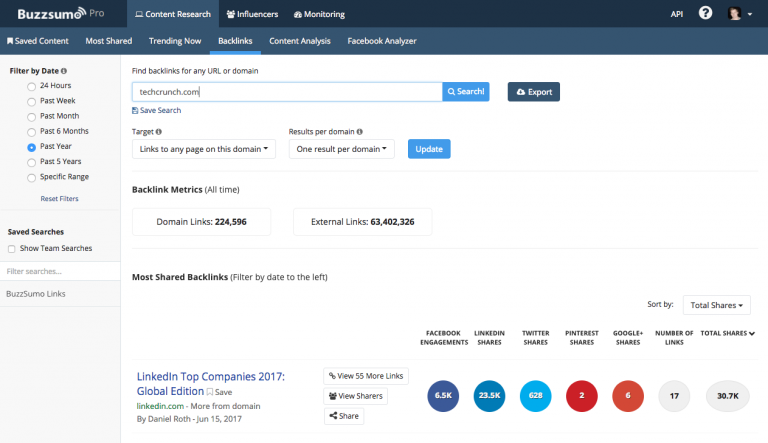 Buzzsumo Pro
Content Research
Influencers
Monitoring
API
?
Saved Content
Most Shared
Trending Now
Backlinks
Content Analysis
Facebook Analyzer
Filter by Date
24 Hours
Past Week
Past Month
Past 6 Months
Past Year
Past 5 Years
Specific Range
Reset Filters
Saved Searches
Show Team Searches
Filter searches...
BuzzSumo Links
Find backlinks for any URL or domain
techcrunch.com
Search!
Export
Save Search
Target
Results per domain
Links to any page on this domain
One result per domain
Update
Backlink Metrics (All time)
Domain Links: 224,596
External Links: 63,402,326
Most Shared Backlinks (Filter by date to the left)
Sort by:
Total Shares
FACEBOOK ENGAGEMENTS
LINKEDIN SHARES
TWITTER SHARES
PINTEREST SHARES
GOOGLE+ SHARES
NUMBER OF LINKS
TOTAL SHARES
LinkedIn Top Companies 2017:
Global Edition Save
linkedin.com - More from domain
By Daniel Roth - Jun 15, 2017
View 55 More Links
View Sharers
Share
6.5K
23.5K
628
2
6
17
30.7K